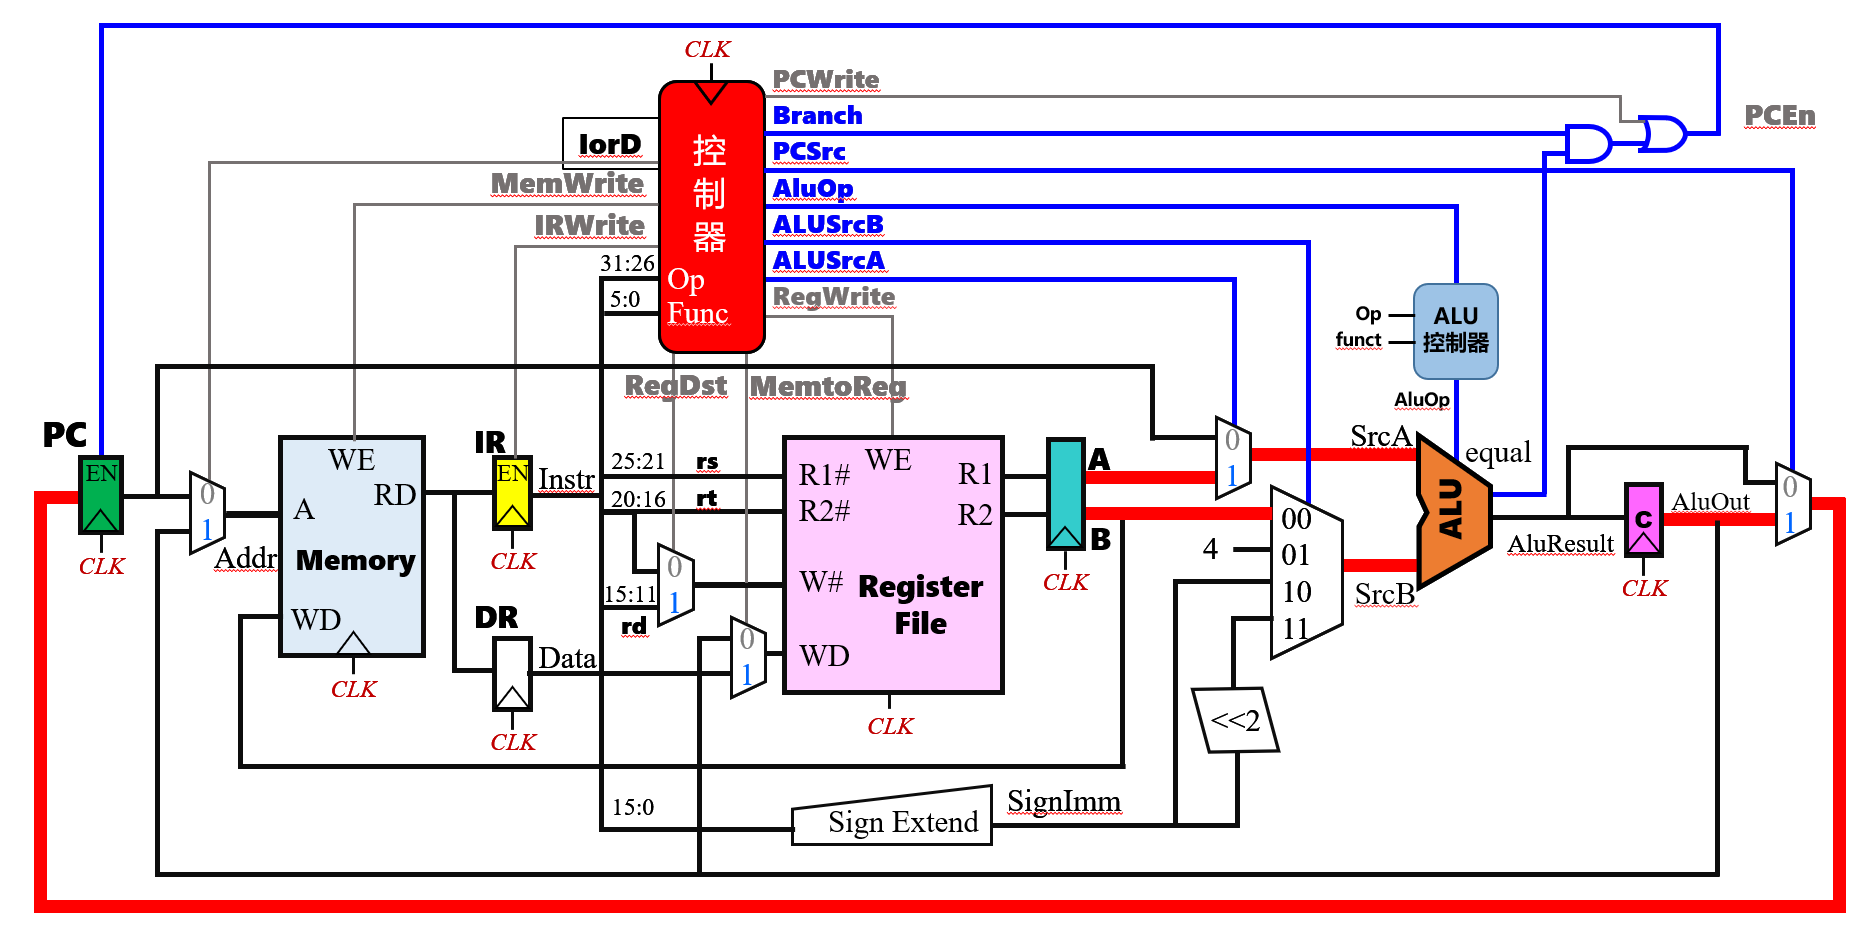 CLK
PCWrite
Branch
PCEn
IorD
控
制
器
PCSrc
MemWrite
AluOp
IRWrite
ALUSrcB
31:26
Op
ALUSrcA
5:0
Func
RegWrite
Op
funct
ALU
控制器
RegDst
MemtoReg
AluOp
PC
EN
CLK
0
1
Addr
WE
RD
A
Memory
WD
CLK
IR
EN
Instr
CLK
DR
Data
CLK
25:21
rs
20:16
rt
15:11
rd
0
1
0
1
R1#
WE
R1
R2#
R2
W#
Register
File
WD
CLK
A
B
CLK
0
1
4
00
01
10
11
<<2
SrcA
equal
ALU
SrcB
AluResult
C
CLK
AluOut
0
1
15:0
Sign Extend
SignImm